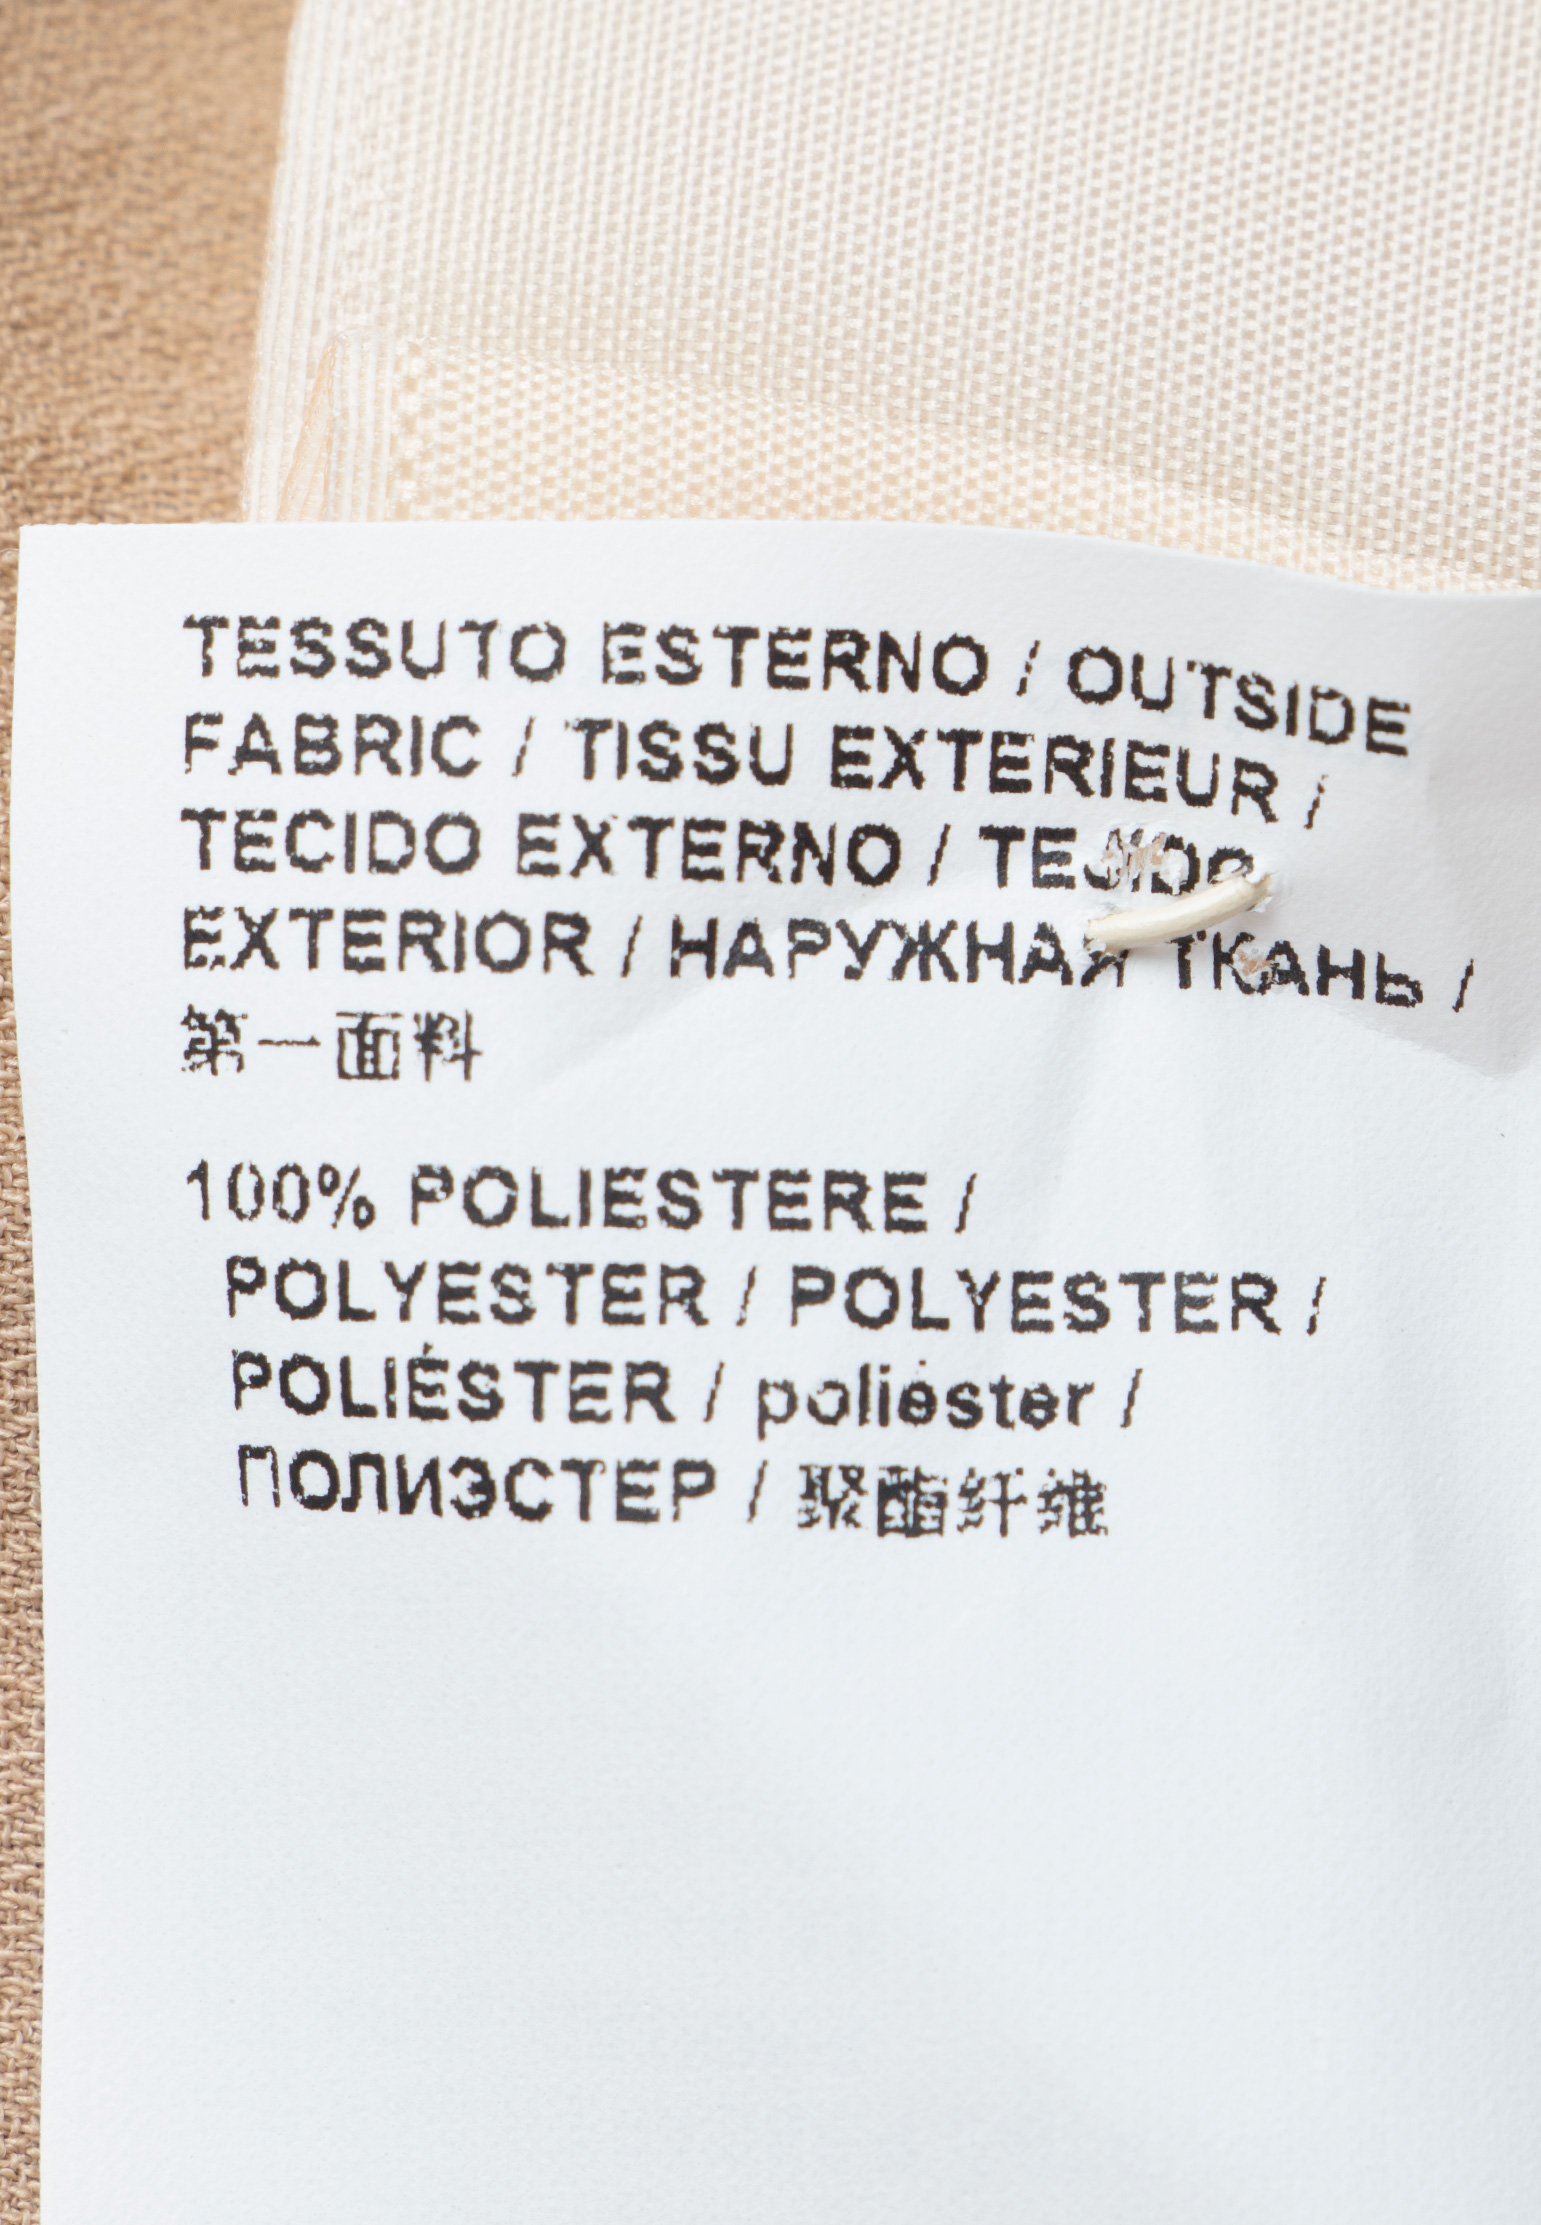 TESSUTO ESTERNO / OUTSIDE
FABRIC / TISSU EXTERIEUR /
TECIDO EXTERNO / TEJIDO
EXTERIOR / НАРУЖНАЯ ТКАНЬ /
第一面料
100% POLIESTERE /
POLYESTER / POLYESTER /
POLIÉSTER / poliéster /
ПОЛИЭСТЕР / 聚酯纤维